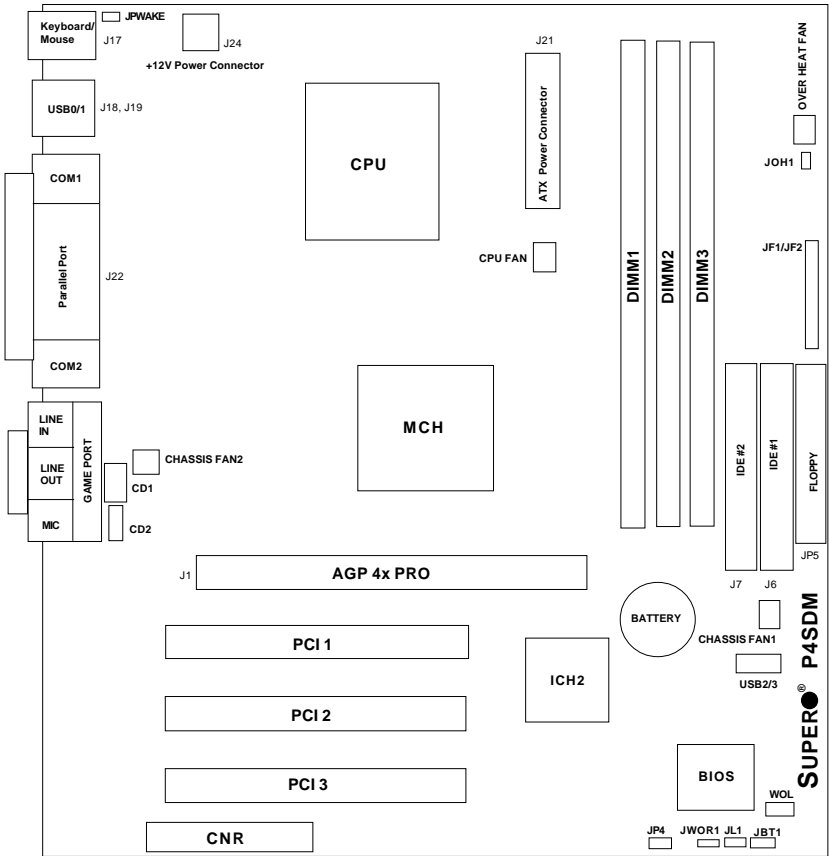 Keyboard/
Mouse
JPWAKE
J17
J24
+12V Power Connector
J21
OVER HEAT FAN
USB0/1
J18, J19
CPU
ATX Power Connector
JOH1
COM1
Parallel Port
J22
CPU FAN
DIMM1
DIMM2
DIMM3
JF1/JF2
COM2
MCH
LINE
IN
LINE
OUT
MIC
GAME PORT
CHASSIS FAN2
CD1
CD2
IDE #2
IDE #1
FLOPPY
JP5
J1
AGP 4x PRO
J7
J6
BATTERY
CHASSIS FAN1
PCI 1
ICH2
USB2/3
PCI 2
SUPER® P4SDM
PCI 3
BIOS
WOL
CNR
JP4
JWOR1
JL1
JBT1